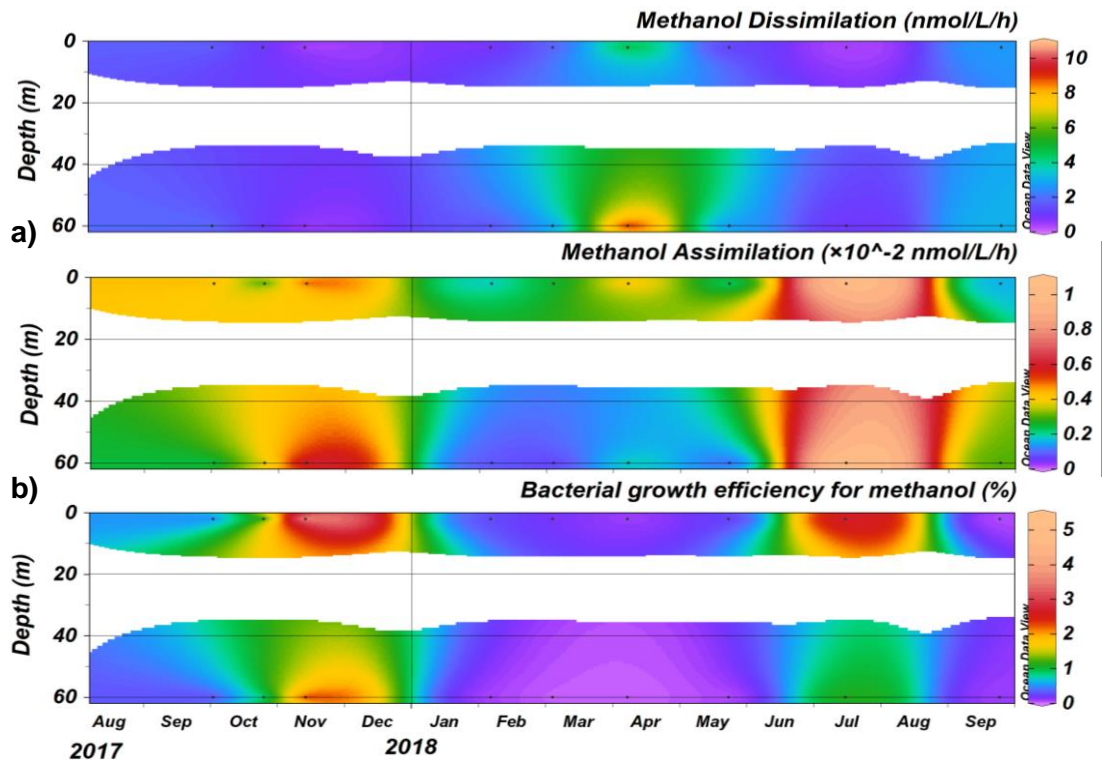 Methanol Dissimilation (nmol/L/h)
0
20
40
60
Depth (m)
10
8
6
4
2
0
Ocean Data View
a)
Methanol Assimilation (×10^-2 nmol/L/h)
0
20
40
60
Depth (m)
1
0.8
0.6
0.4
0.2
0
Ocean Data View
b)
Bacterial growth efficiency for methanol (%)
0
20
40
60
Depth (m)
5
4
3
2
1
0
Ocean Data View
Aug Sep Oct Nov Dec Jan Feb Mar Apr May Jun Jul Aug Sep
2017 2018